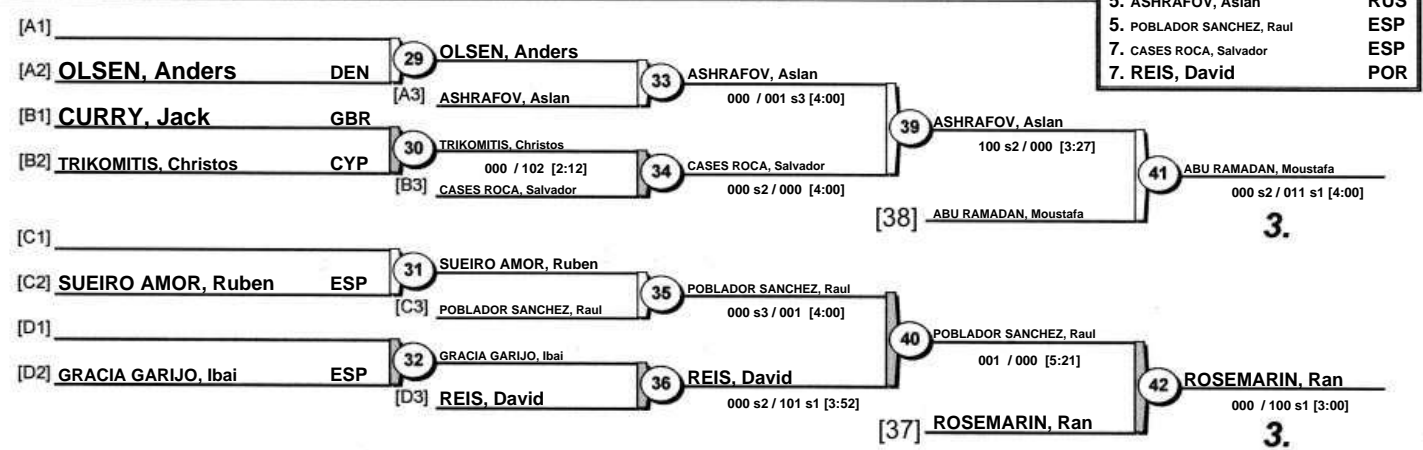 5. ASHRAFOV, Aslan RUS
5. POBLADOR SANCHEZ, Raul ESP
7. CASES ROCA, Salvador ESP
7. REIS, David POR
[A1]
[A2] OLSEN, Anders DEN
29
OLSEN, Anders
[A3] ASHRAFOV, Aslan
33
ASHRAFOV, Aslan
000 / 001 s3 [4:00]
[B1] CURRY, Jack GBR
[B2] TRIKOMITIS, Christos CYP
30
TRIKOMITIS, Christos
000 / 102 [2:12]
[B3] CASES ROCA, Salvador
34
CASES ROCA, Salvador
000 s2 / 000 [4:00]
39
ASHRAFOV, Aslan
100 s2 / 000 [3:27]
[38] ABU RAMADAN, Moustafa
41
ABU RAMADAN, Moustafa
000 s2 / 011 s1 [4:00]
3.
[C1]
[C2] SUEIRO AMOR, Ruben ESP
31
SUEIRO AMOR, Ruben
[C3] POBLADOR SANCHEZ, Raul
35
POBLADOR SANCHEZ, Raul
000 s3 / 001 [4:00]
[D1]
[D2] GRACIA GARIJO, Ibai ESP
32
GRACIA GARIJO, Ibai
[D3] REIS, David
36
REIS, David
000 s2 / 101 s1 [3:52]
40
POBLADOR SANCHEZ, Raul
001 / 000 [5:21]
[37] ROSEMARIN, Ran
42
ROSEMARIN, Ran
000 / 100 s1 [3:00]
3.